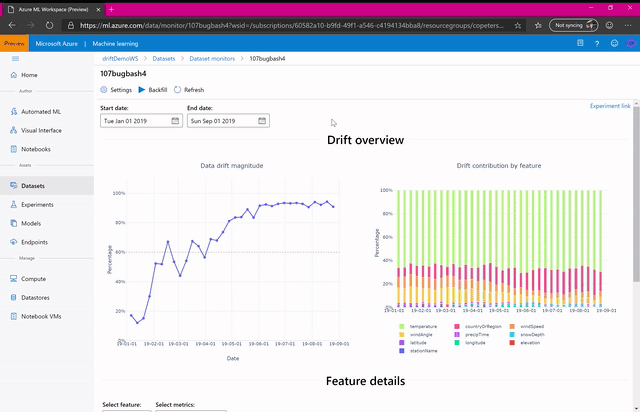 Azure ML Workspace (Preview)
https://ml.azure.com/data/monitor/107bugbash4?wsid=/subscriptions/60582a10-b9fd-49f1-a546-c4194134bba8/resourcegroups/copeters...
Not syncing
Preview
Microsoft Azure
Machine learning
driftDemoWS > Datasets > Dataset monitors > 107bugbash4
107bugbash4
Settings
Backfill
Refresh
Home
Author
Automated ML
Visual Interface
Notebooks
Assets
Datasets
Experiments
Models
Endpoints
Manage
Compute
Datastores
Notebook VMs
Start date:
End date:
Tue Jan 01 2019
Sun Sep 01 2019
Experiment link
Drift overview
Data drift magnitude
100%
80%
60%
40%
20%
0%
Percentage
19-01-01 19-02-01 19-03-01 19-04-01 19-05-01 19-06-01 19-07-01 19-08-01 19-09-01
Date
Drift contribution by feature
100%
80%
60%
40%
20%
0%
Percentage
19-01-01 19-02-01 19-03-01 19-04-01 19-05-01 19-06-01 19-07-01 19-08-01 19-09-01
temperature countryOrRegion windSpeed
windAngle precipTime snowDepth
latitude longitude elevation
stationName
Feature details
Select feature:
Select metrics: